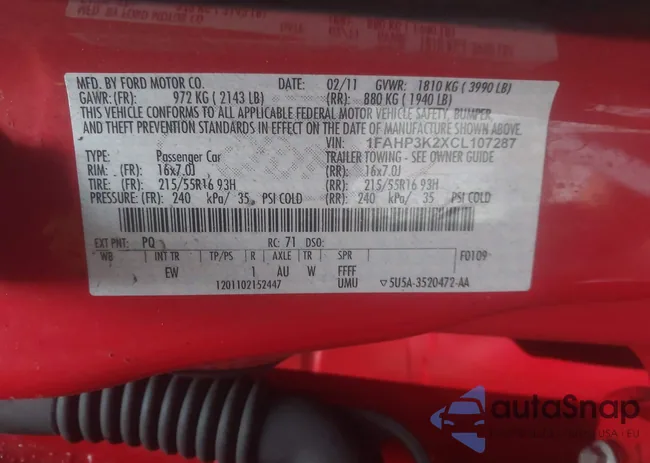 MFD. BY FORD MOTOR CO. DATE: 02/11 GVWR: 1810 KG ( 3990 LB)
GAWR: (FR) 972 KG ( 2143 LB) (RR): 880 KG ( 1940 LB)
THIS VEHICLE CONFORMS TO ALL APPLICABLE FEDERAL MOTOR VEHICLE SAFETY, BUMPER,
AND THEFT PREVENTION STANDARDS IN EFFECT ON THE DATE OF MANUFACTURE SHOWN ABOVE.
VIN: 1FAHP3K2XCL107287
TYPE: Passenger Car TRAILER TOWING - SEE OWNER GUIDE
RIM: (FR): 16x7.0J (RR): 16x7.0J
TIRE: (FR): 215/55R16 93H (RR): 215/55R16 93H
PRESSURE: (FR): 240 kPa/ 35 PSI COLD (RR): 240 kPa/ 35 PSI COLD
EXT PNT: PQ RC: 71 DSO:
WB INT TR TP/PS R AXLE TR SPR F0109
EW 1 AU W FFFF
1201102152447 UMU ▽5U5A-3520472-AA
autaSnap